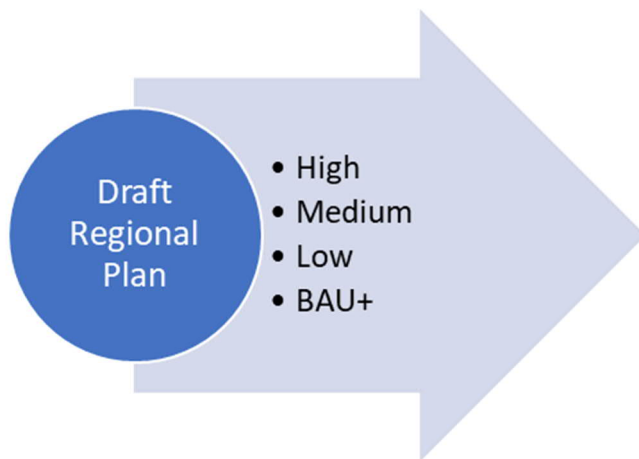 Draft
Regional
Plan
• High
• Medium
• Low
• BAU+